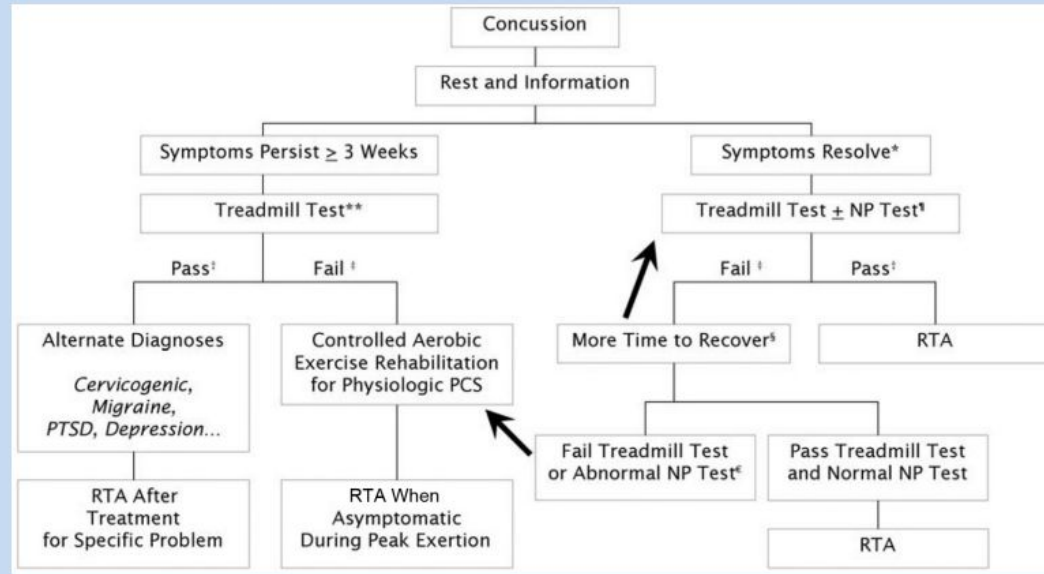 Concussion
Rest and Information
Symptoms Persist ≥ 3 Weeks
Symptoms Resolve*
Treadmill Test**
Treadmill Test ± NP Test¶
Pass‡
Fail ‡
Fail ‡
Pass‡
Alternate Diagnoses
Cervicogenic,
Migraine,
PTSD, Depression...
Controlled Aerobic
Exercise Rehabilitation
for Physiologic PCS
More Time to Recover§
RTA
Fail Treadmill Test
or Abnormal NP Test€
Pass Treadmill Test
and Normal NP Test
RTA After
Treatment
for Specific Problem
RTA When
Asymptomatic
During Peak Exertion
RTA